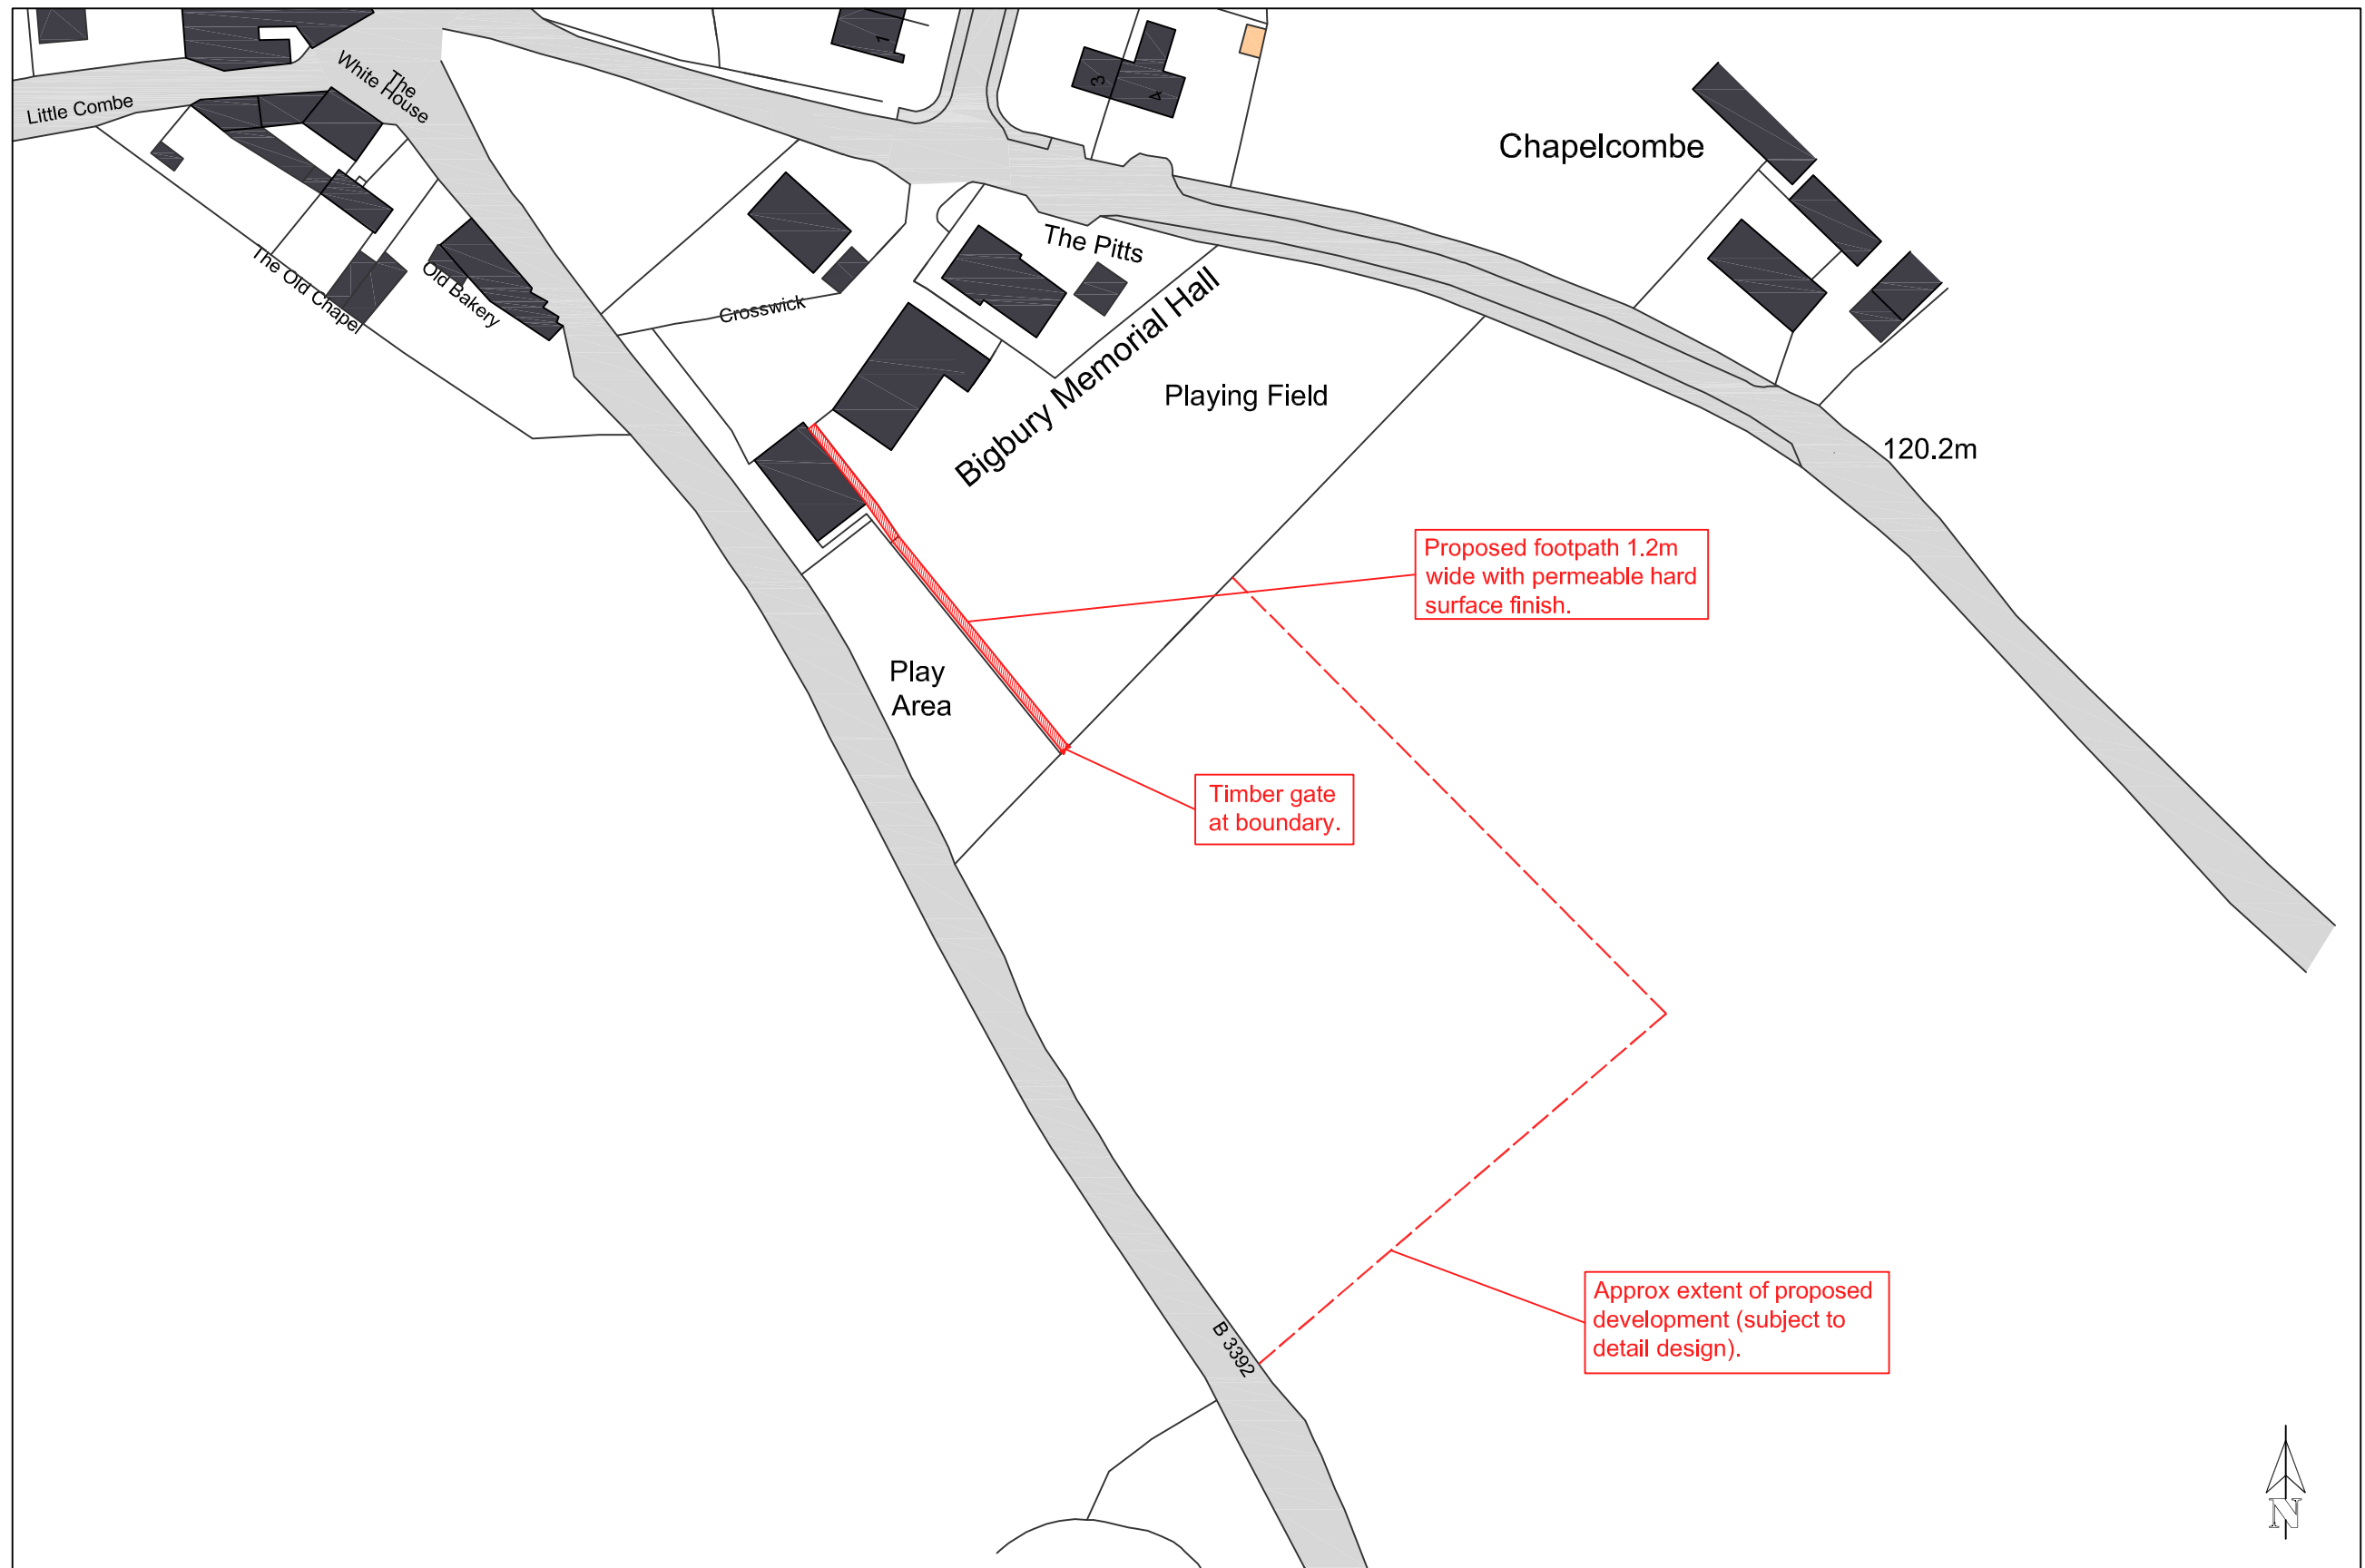 1
3
4
Little Combe
The
White House
Chapelcombe
The Pitts
The Old Chapel
Old Bakery
Crosswick
Bigbury Memorial Hall
Playing Field
120.2m
Proposed footpath 1.2m
wide with permeable hard
surface finish.
Play
Area
Timber gate
at boundary.
Approx extent of proposed
development (subject to
detail design).
B 3392
N